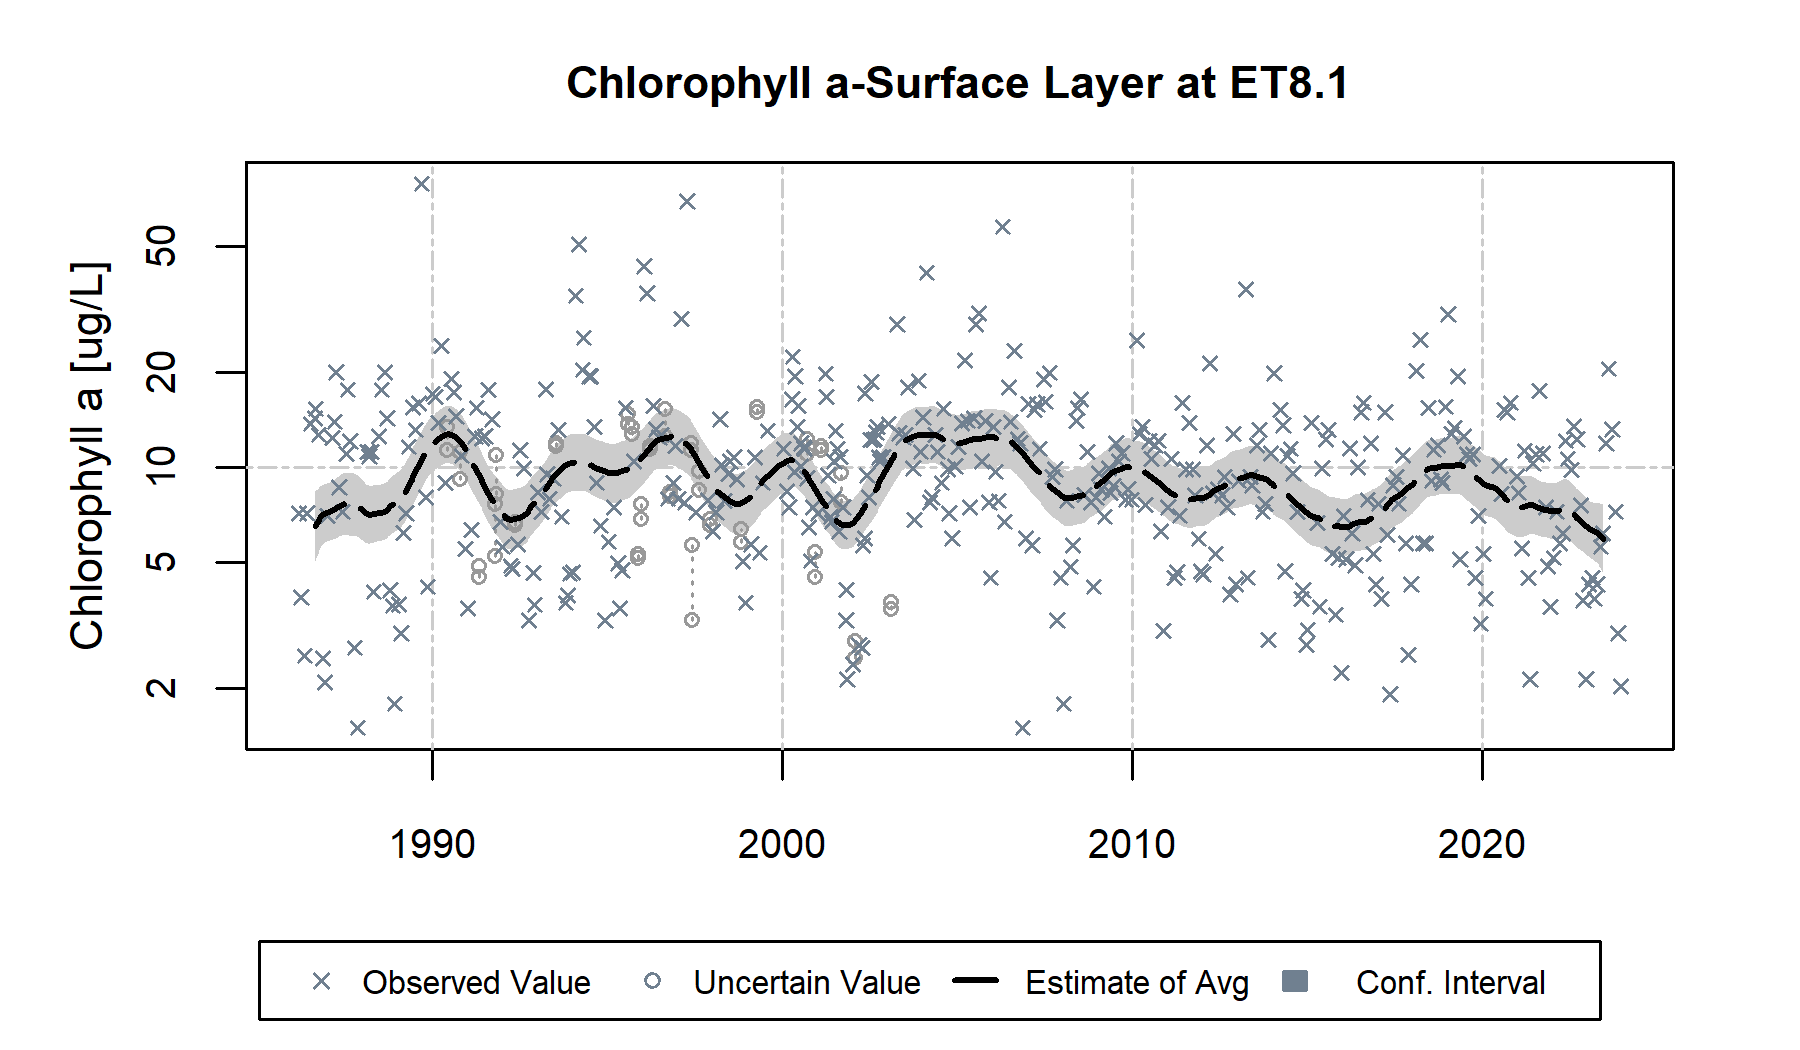 Chlorophyll a-Surface Layer at ET8.1
Chlorophyll a [ug/L]
50
20
10
5
2
1990 2000 2010 2020
Observed Value Uncertain Value Estimate of Avg Conf. Interval